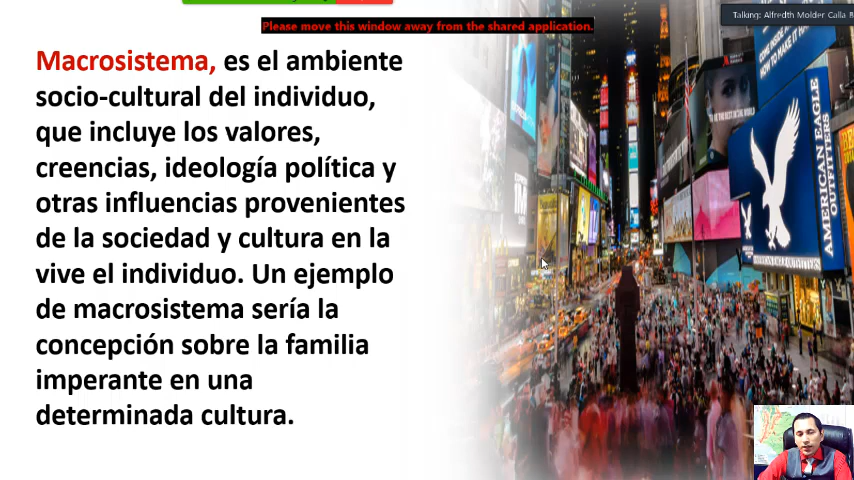 Please move this window away from the shared application.
Talking: Alfredth Molder Calla B
Macrosistema, es el ambiente
socio-cultural del individuo,
que incluye los valores,
creencias, ideología política y
otras influencias provenientes
de la sociedad y cultura en la
vive el individuo. Un ejemplo
de macrosistema sería la
concepción sobre la familia
imperante en una
determinada cultura.
AMERICAN EAGLE
OUTFITTERS
AMERICAN EAGLE OUTFITTERS